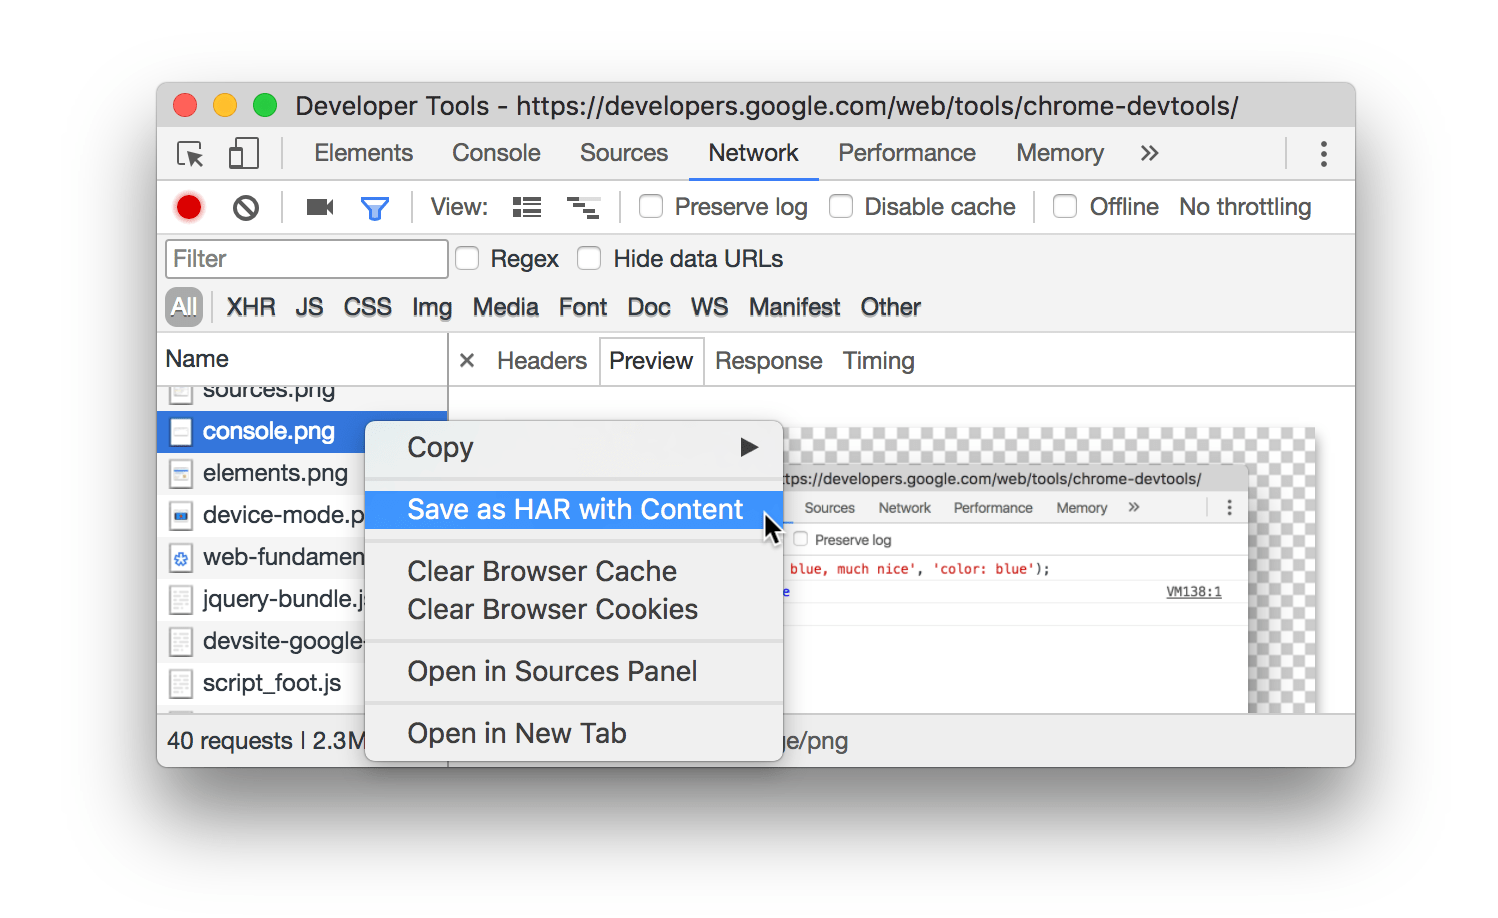 Developer Tools - https://developers.google.com/web/tools/chrome-devtools/
Elements Console Sources Network Performance Memory »
View: Preserve log Disable cache Offline No throttling
Filter Regex Hide data URLs
All XHR JS CSS Img Media Font Doc WS Manifest Other
Name
× Headers Preview Response Timing
sources.png
console.png
elements.png
device-mode.p
web-fundamen
jquery-bundle.j
devsite-google-
script_foot.js
40 requests | 2.3M
Copy
Save as HAR with Content
Clear Browser Cache
Clear Browser Cookies
Open in Sources Panel
Open in New Tab
tps://developers.google.com/web/tools/chrome-devtools/
Sources Network Performance Memory »
Preserve log
blue, much nice', 'color: blue');
e VM138:1
ge/png